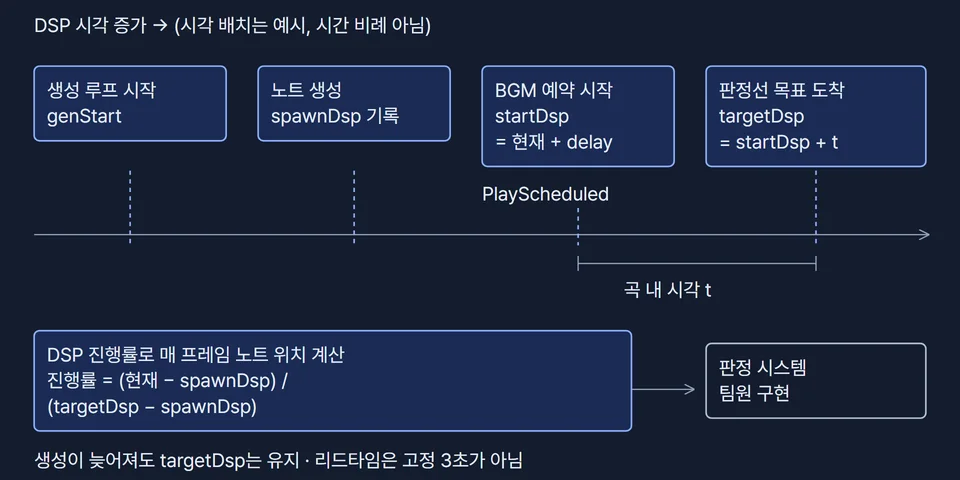 DSP 시각 증가 → (시각 배치는 예시, 시간 비례 아님)
생성 루프 시작
genStart
노트 생성
spawnDsp 기록
BGM 예약 시작
startDsp
= 현재 + delay
판정선 목표 도착
targetDsp
= startDsp + t
PlayScheduled
곡 내 시각 t
DSP 진행률로 매 프레임 노트 위치 계산
진행률 = (현재 − spawnDsp) /
(targetDsp − spawnDsp)
판정 시스템
팀원 구현
생성이 늦어져도 targetDsp는 유지 · 리드타임은 고정 3초가 아님